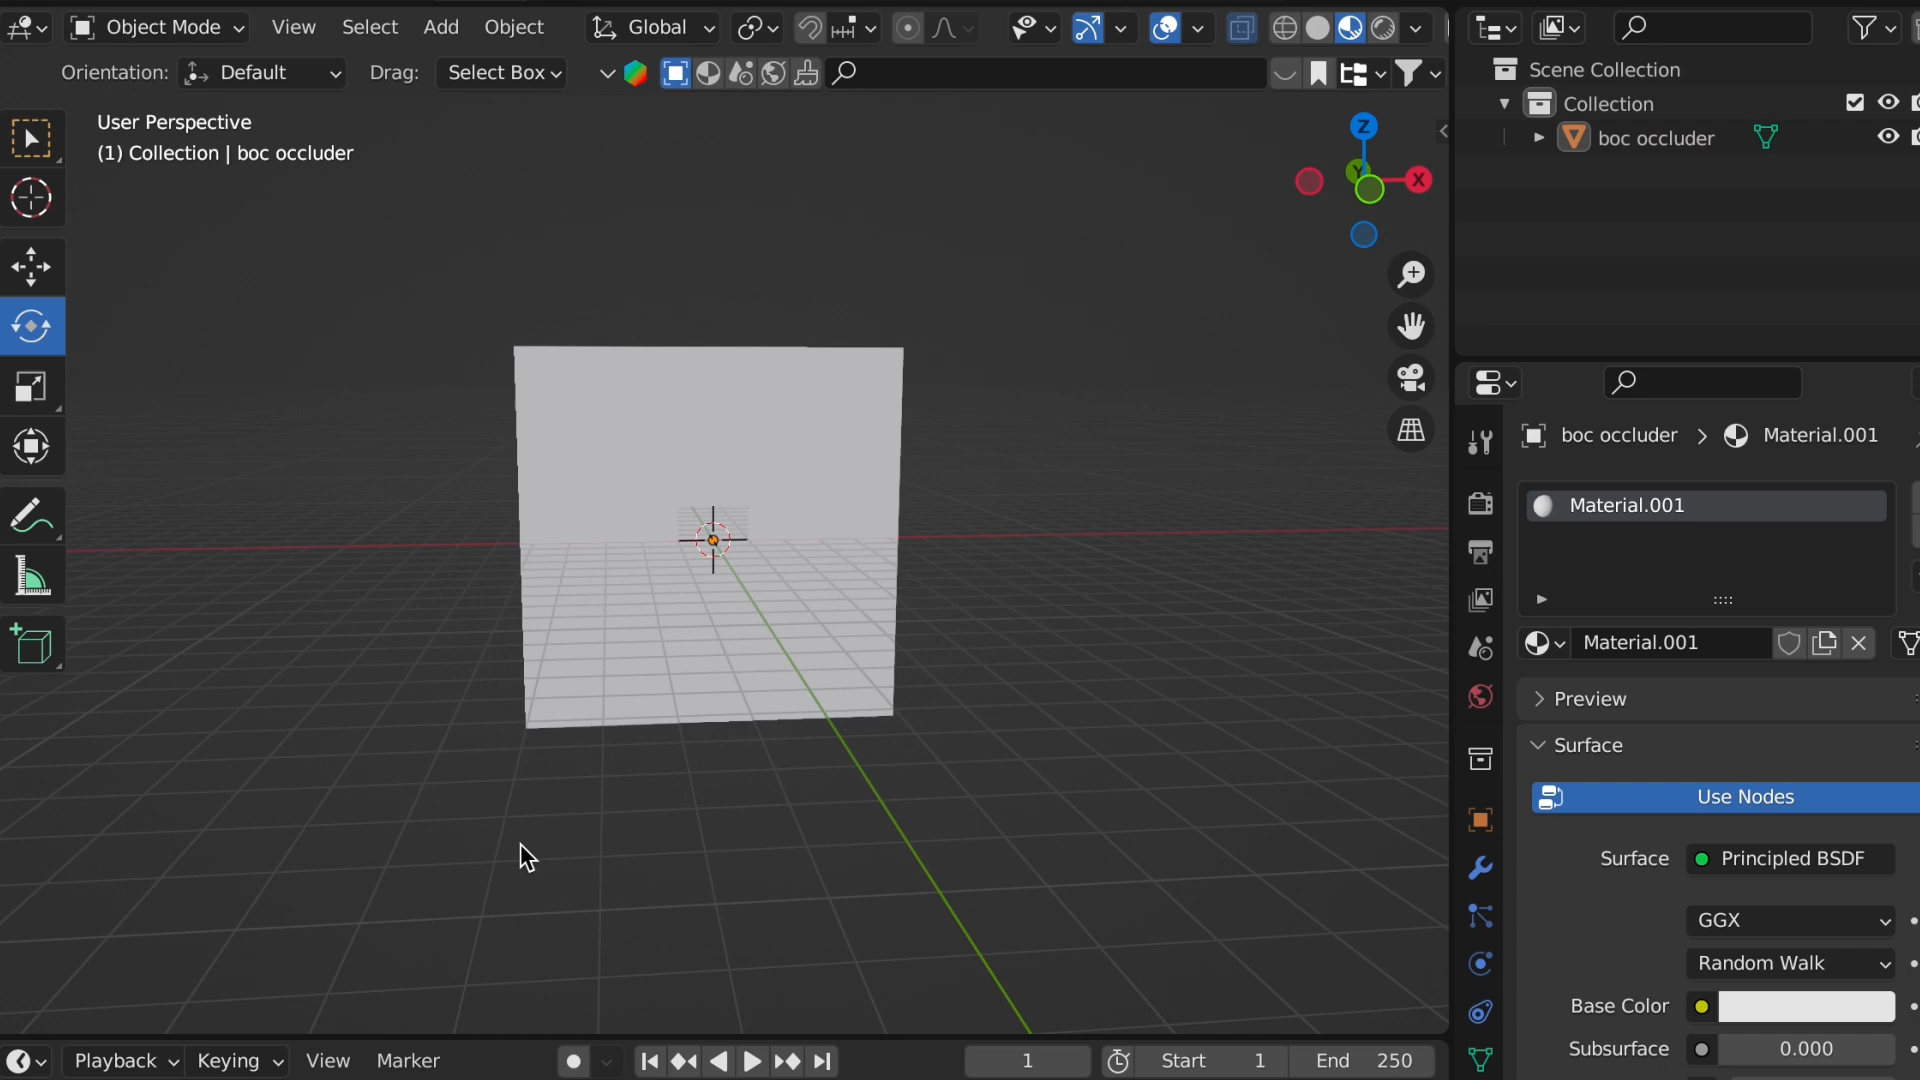 Object Mode View Select Add Object Global
Orientation: Default Drag: Select Box
User Perspective
(1) Collection | boc occluder
Z
Y
X
Scene Collection
Collection
boc occluder
boc occluder > Material.001
Material.001
Material.001
Preview
Surface
Use Nodes
Surface Principled BSDF
GGX
Random Walk
Base Color
Subsurface 0.000
Playback Keying View Marker 1 Start 1 End 250